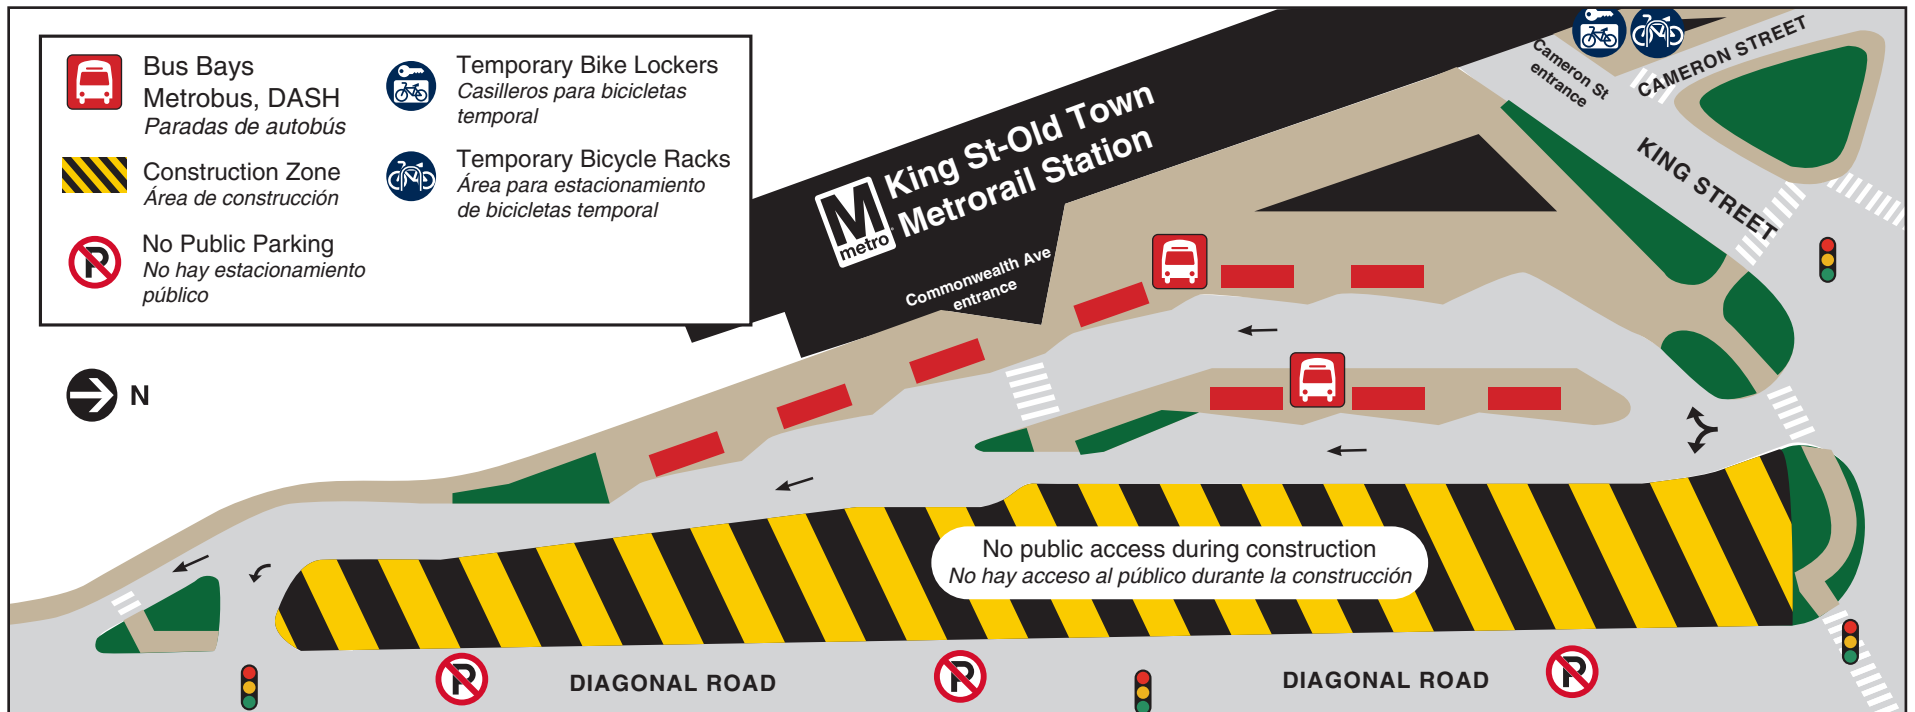 Bus Bays
Metrobus, DASH
Paradas de autobús
Construction Zone
Área de construcción
P
No Public Parking
No hay estacionamiento
público
Temporary Bike Lockers
Casilleros para bicicletas
temporal
Temporary Bicycle Racks
Área para estacionamiento
de bicicletas temporal
N
M
metro
King St-Old Town
Metrorail Station
Commonwealth Ave
entrance
Cameron St
entrance
CAMERON STREET
KING STREET
No public access during construction
No hay acceso al público durante la construcción
P
DIAGONAL ROAD
P
DIAGONAL ROAD
P